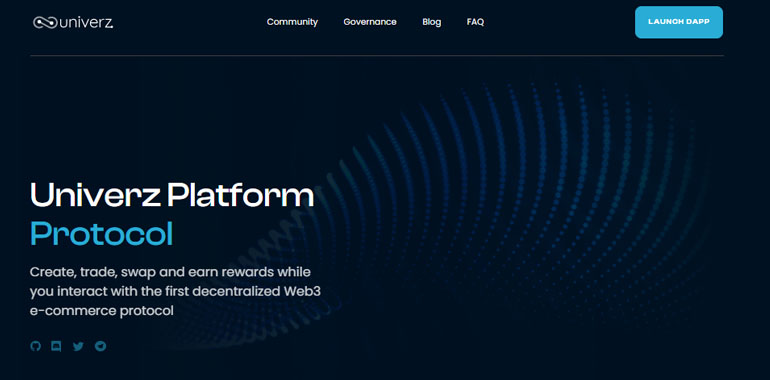 univerz
Community Governance Blog FAQ
LAUNCH DAPP
Univerz Platform
Protocol
Create, trade, swap and earn rewards while
you interact with the first decentralized Web3
e-commerce protocol